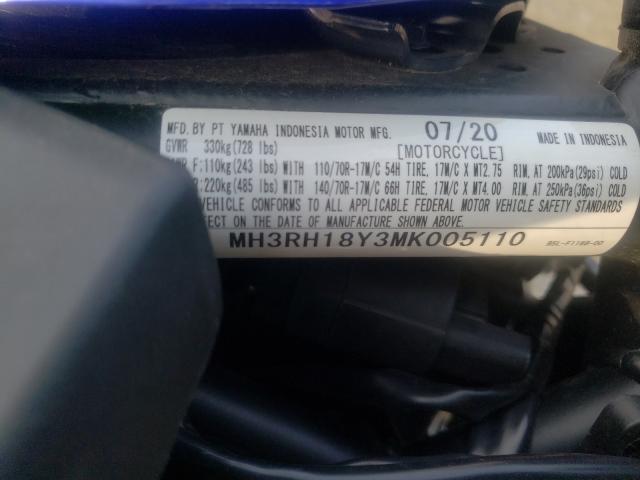 MFD. BY PT YAMAHA INDONESIA MOTOR MFG. 07/20 MADE IN INDONESIA
GVWR 330kg(728 lbs) [MOTORCYCLE]
F:110kg(243 lbs)WITH 110/70R-17M/C 54H TIRE, 17M/C X MT2.75 RIM, AT 200kPa(29psi) COLD
R:220kg(485 lbs)WITH 140/70R-17M/C 66H TIRE, 17M/C X MT4.00 RIM, AT 250kPa(36psi) COLD
VEHICLE CONFORMS TO ALL APPLICABLE FEDERAL MOTOR VEHICLE SAFETY STANDARDS
EFFECT ON THE DATE OF MANUFACTURE SHOWN ABOVE.
MH3RH18Y3MK005110